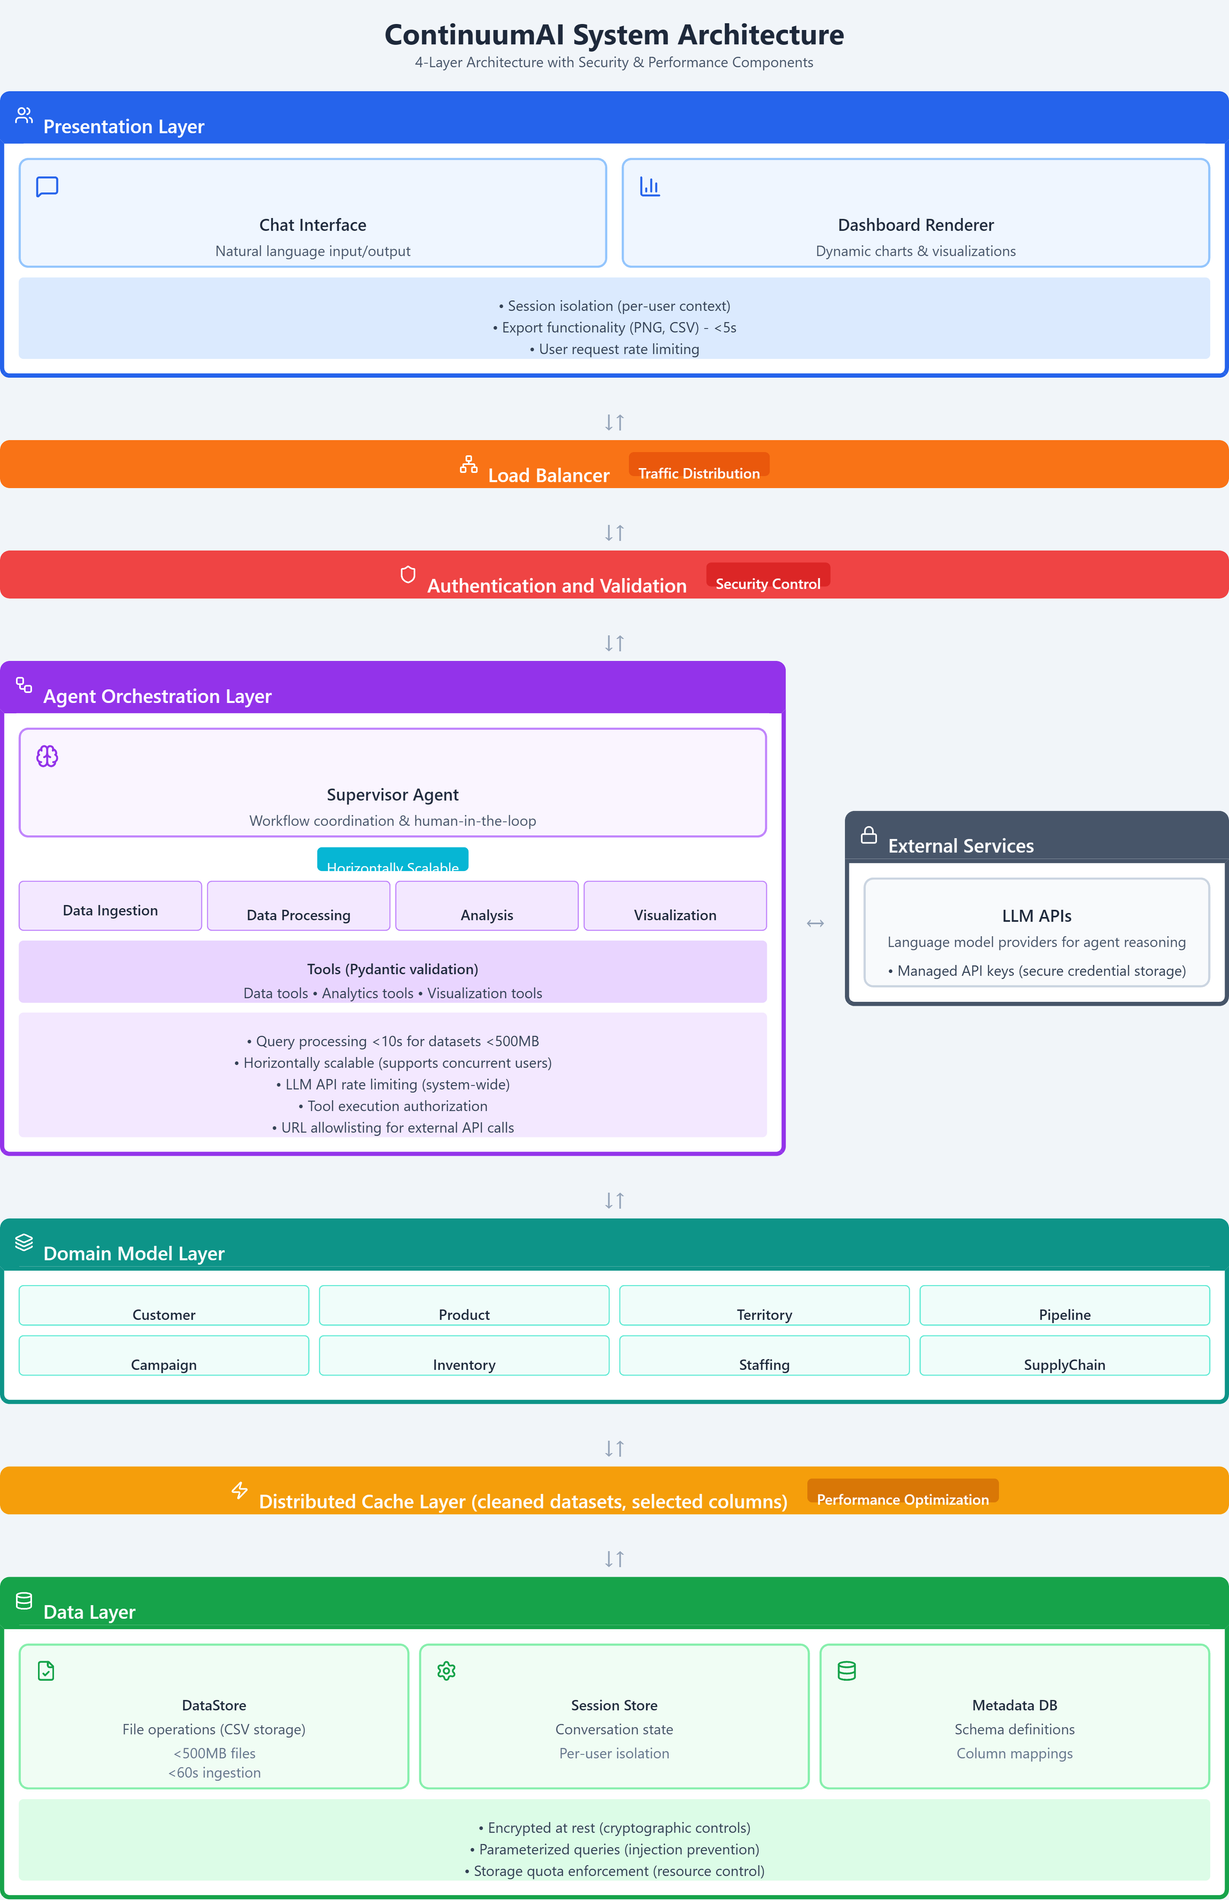 ContinuumAI System Architecture
4-Layer Architecture with Security & Performance Components
Presentation Layer
Chat Interface
Natural language input/output
Dashboard Renderer
Dynamic charts & visualizations
• Session isolation (per-user context)
• Export functionality (PNG, CSV) - <5s
• User request rate limiting
Load Balancer
Traffic Distribution
Authentication and Validation
Security Control
Agent Orchestration Layer
Supervisor Agent
Workflow coordination & human-in-the-loop
Horizontally Scalable
Data Ingestion
Data Processing
Analysis
Visualization
Tools (Pydantic validation)
Data tools • Analytics tools • Visualization tools
• Query processing <10s for datasets <500MB
• Horizontally scalable (supports concurrent users)
• LLM API rate limiting (system-wide)
• Tool execution authorization
• URL allowlisting for external API calls
External Services
LLM APIs
Language model providers for agent reasoning
• Managed API keys (secure credential storage)
Domain Model Layer
Customer
Product
Territory
Pipeline
Campaign
Inventory
Staffing
SupplyChain
Distributed Cache Layer (cleaned datasets, selected columns)
Performance Optimization
Data Layer
DataStore
File operations (CSV storage)
<500MB files
<60s ingestion
Session Store
Conversation state
Per-user isolation
Metadata DB
Schema definitions
Column mappings
• Encrypted at rest (cryptographic controls)
• Parameterized queries (injection prevention)
• Storage quota enforcement (resource control)